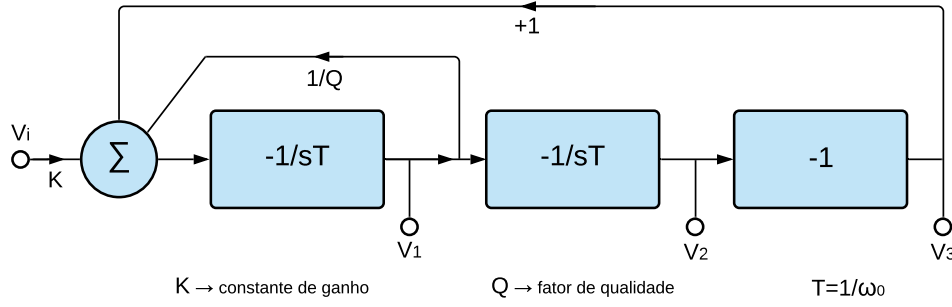 +1
1/Q
Vi
K
Σ
-1/sT
-1/sT
-1
V1
V2
V3
K → constante de ganho
Q → fator de qualidade
T=1/ω0